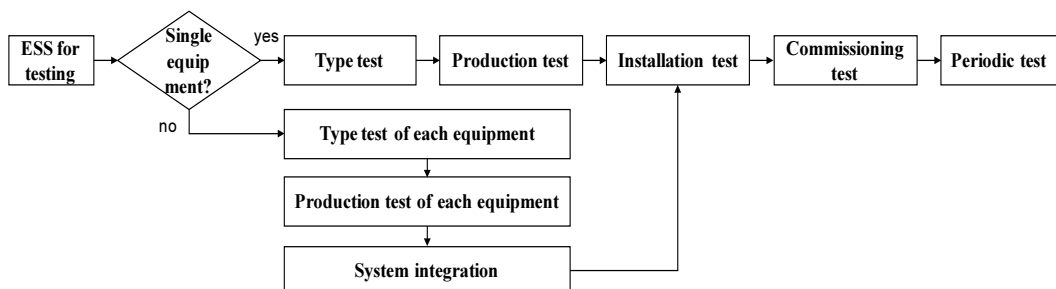 ESS for
testing
Single
equip
ment?
yes
Type test
Production test
Installation test
Commissioning
test
Periodic test
no
Type test of each equipment
Production test of each equipment
System integration